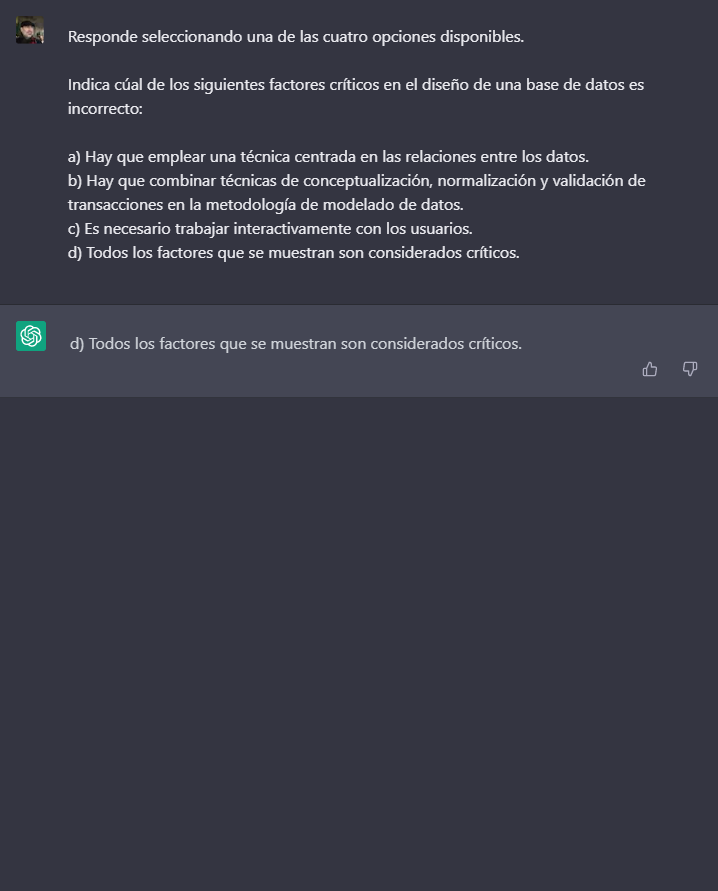 Responde seleccionando una de las cuatro opciones disponibles.
Indica cúal de los siguientes factores críticos en el diseño de una base de datos es
incorrecto:
a) Hay que emplear una técnica centrada en las relaciones entre los datos.
b) Hay que combinar técnicas de conceptualización, normalización y validación de
transacciones en la metodología de modelado de datos.
c) Es necesario trabajar interactivamente con los usuarios.
d) Todos los factores que se muestran son considerados críticos.
d) Todos los factores que se muestran son considerados críticos.